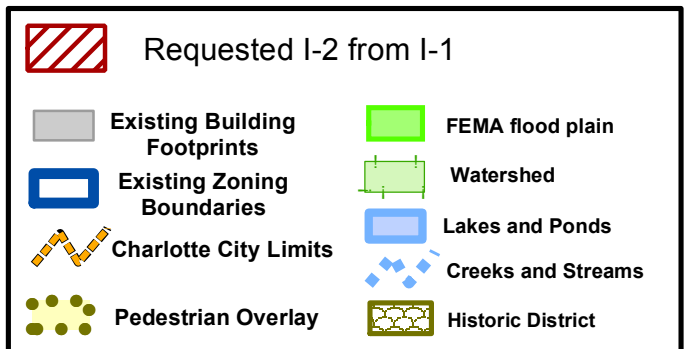 Requested I-2 from I-1
Existing Building
Footprints
Existing Zoning
Boundaries
Charlotte City Limits
Pedestrian Overlay
FEMA flood plain
Watershed
Lakes and Ponds
Creeks and Streams
Historic District